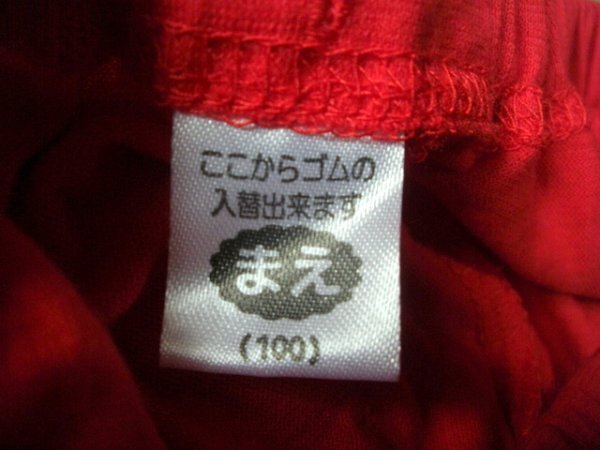 ここからゴムの
入替出来ます
まえ
(100)